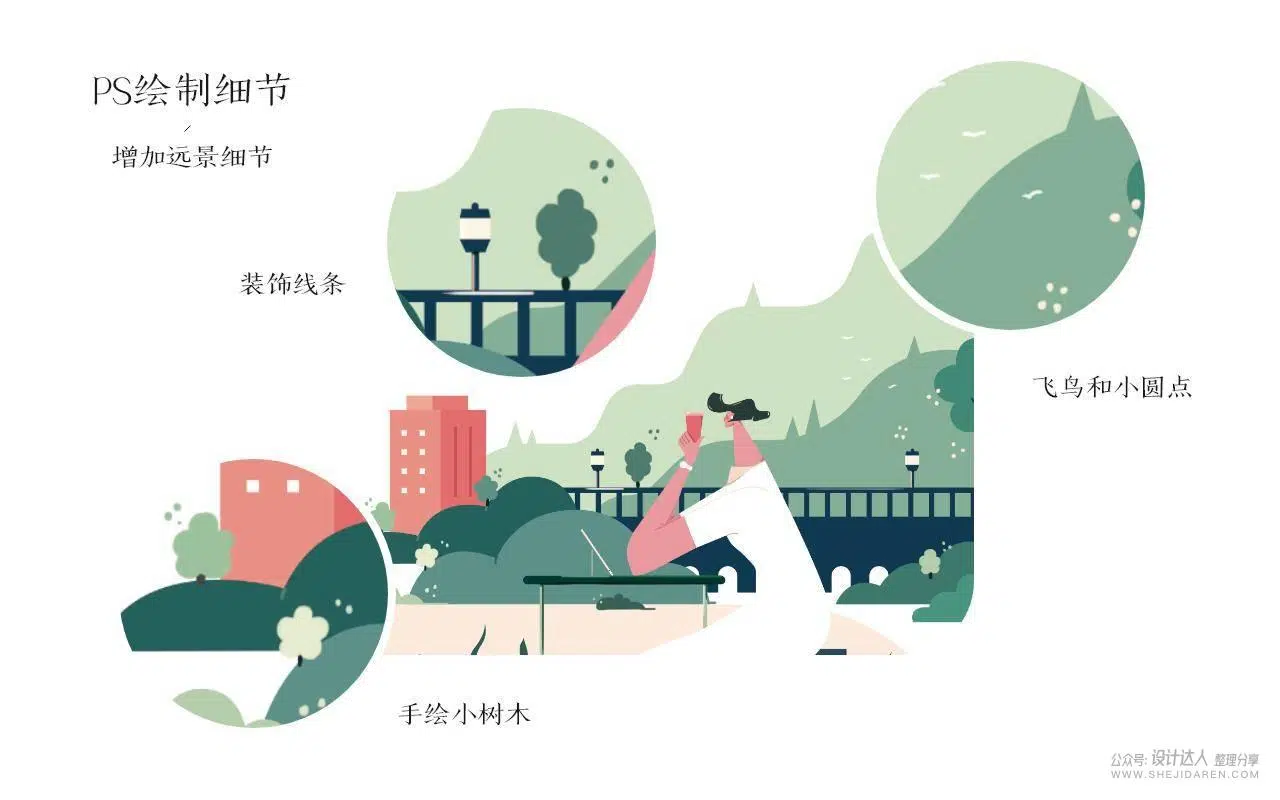 PS绘制细节
增加远景细节
装饰线条
飞鸟和小圆点
手绘小树木
公众号: 设计达人 整理分享
WWW.SHEJIDAREN.COM